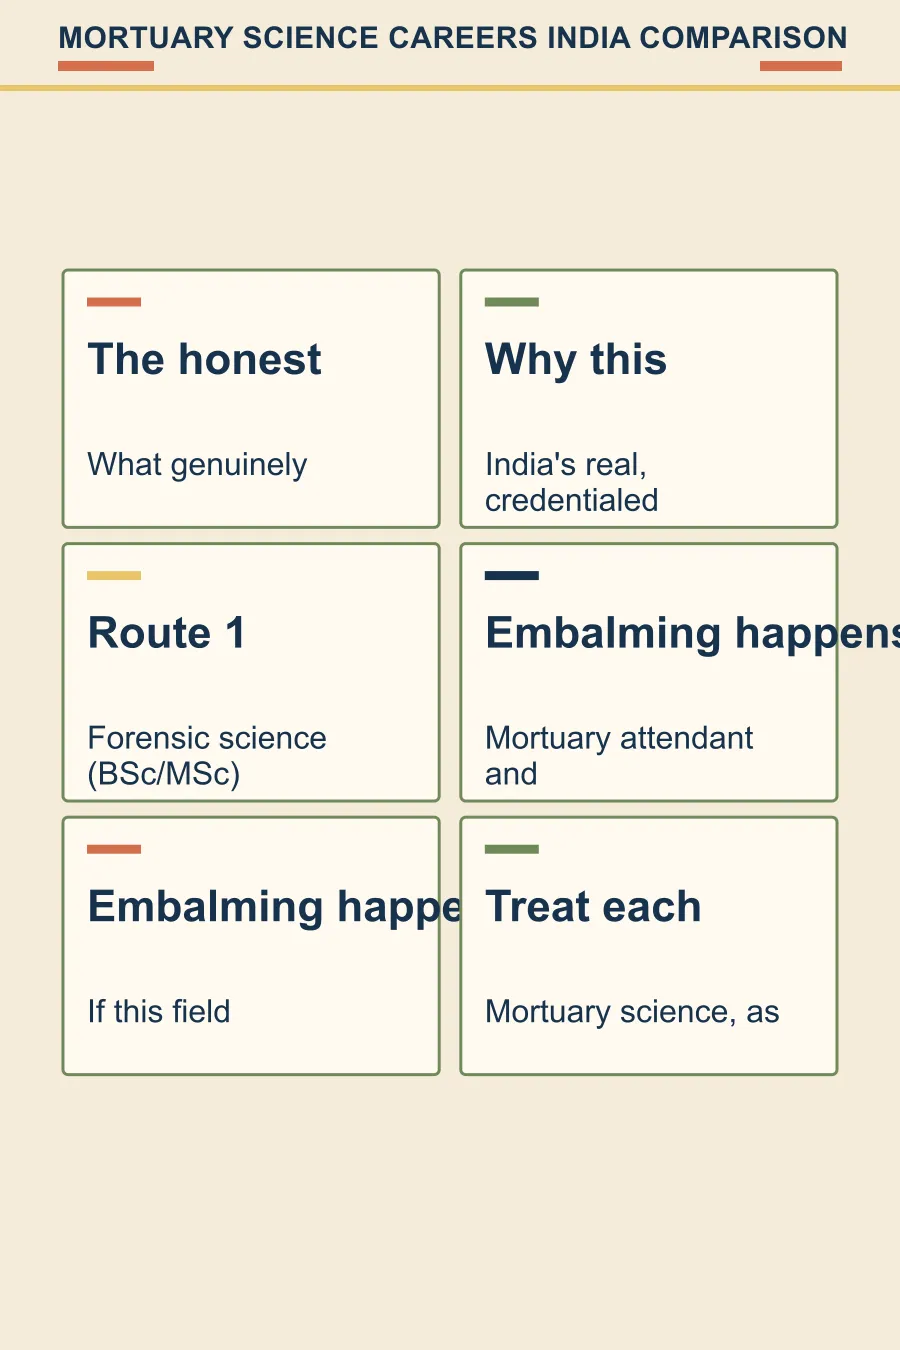 MORTUARY SCIENCE CAREERS INDIA COMPARISON
The honest
What genuinely
Why this
India's real,
credentialed
Route 1
Forensic science
(BSc/MSc)
Embalming happens
Mortuary attendant
and
Embalming happe
If this field
Treat each
Mortuary science, as